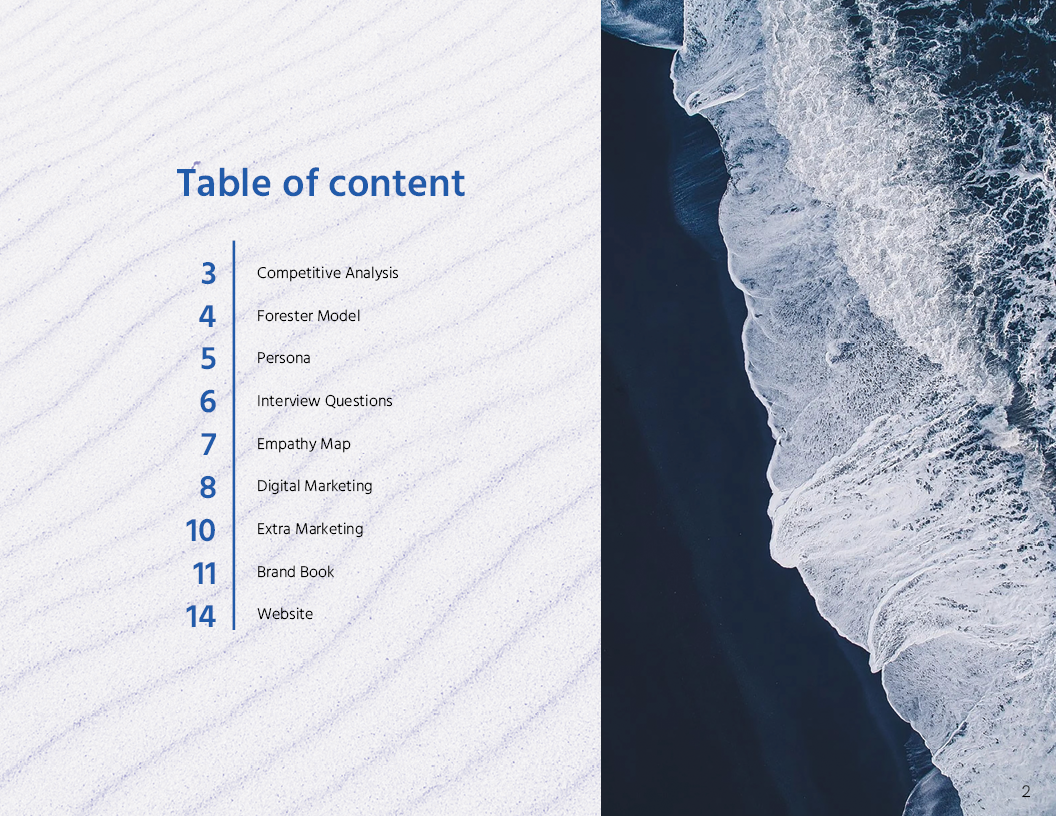 Table of content
3 Competitive Analysis
4 Forester Model
5 Persona
6 Interview Questions
7 Empathy Map
8 Digital Marketing
10 Extra Marketing
11 Brand Book
14 Website
2